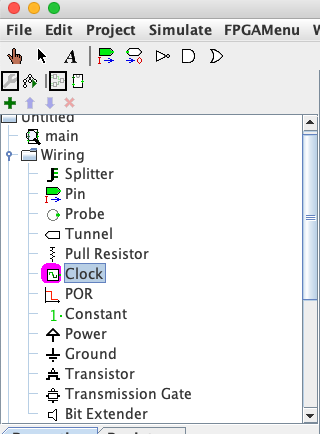 File Edit Project Simulate FPGAMenu W
A
Untitled
main
Wiring
Splitter
Pin
Probe
Tunnel
Pull Resistor
Clock
POR
Constant
Power
Ground
Transistor
Transmission Gate
Bit Extender